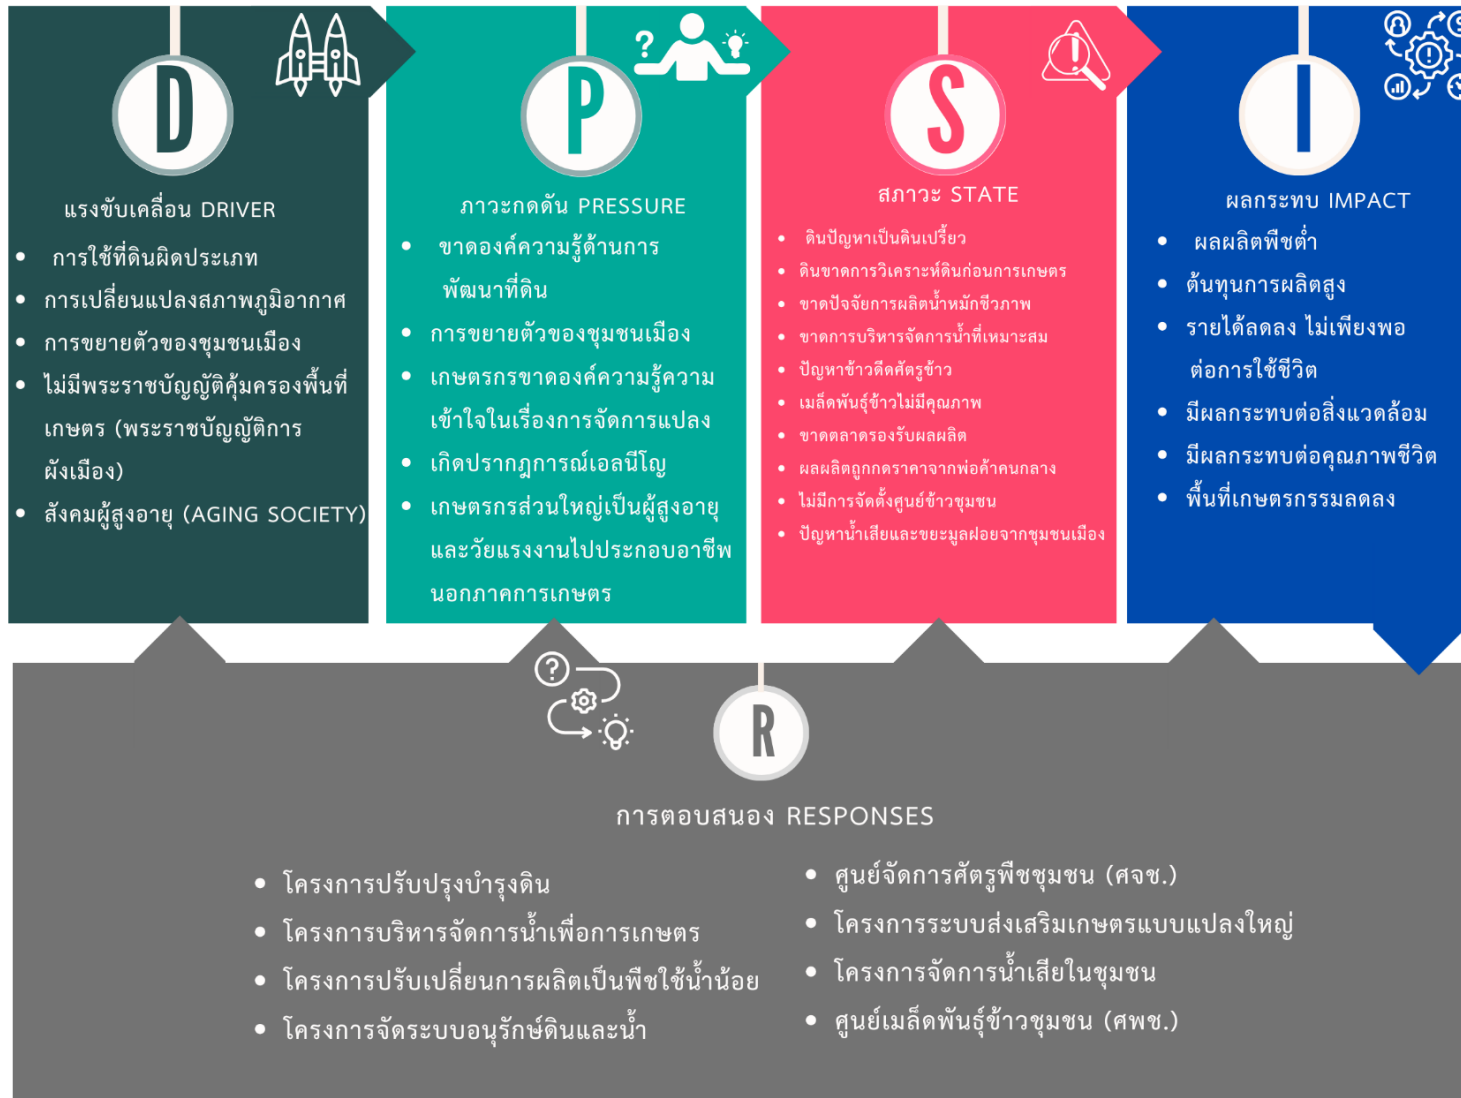 D
แรงขับเคลื่อน DRIVER
• การใช้ที่ดินผิดประเภท
• การเปลี่ยนแปลงสภาพภูมิอากาศ
• การขยายตัวของชุมชนเมือง
• ไม่มีพระราชบัญญัติคุ้มครองพื้นที่
เกษตร (พระราชบัญญัติการ
ผังเมือง)
• สังคมผู้สูงอายุ (AGING SOCIETY)
?
P
ภาวะกดดัน PRESSURE
• ขาดองค์ความรู้ด้านการ
พัฒนาที่ดิน
• การขยายตัวของชุมชนเมือง
• เกษตรกรขาดองค์ความรู้ความ
เข้าใจในเรื่องการจัดการแปลง
• เกิดปรากฎการณ์เอลนีโญ
• เกษตรกรส่วนใหญ่เป็นผู้สูงอายุ
และวัยแรงงานไปประกอบอาชีพ
นอกภาคการเกษตร
S
สภาวะ STATE
• ดินปัญหาเป็นดินเปรี้ยว
• ดินขาดการวิเคราะห์ดินก่อนการเกษตร
• ขาดปัจจัยการผลิตน้ำหมักชีวภาพ
• ขาดการบริหารจัดการน้ำที่เหมาะสม
• ปัญหาข้าวดีดศัตรูข้าว
• เมล็ดพันธุ์ข้าวไม่มีคุณภาพ
• ขาดตลาดรองรับผลผลิต
• ผลผลิตถูกกดราคาจากพ่อค้าคนกลาง
• ไม่มีการจัดตั้งศูนย์ข้าวชุมชน
• ปัญหาน้ำเสียและขยะมูลฝอยจากชุมชนเมือง
I
ผลกระทบ IMPACT
• ผลผลิตพืชต่ำ
• ต้นทุนการผลิตสูง
• รายได้ลดลง ไม่เพียงพอ
ต่อการใช้ชีวิต
• มีผลกระทบต่อสิ่งแวดล้อม
• มีผลกระทบต่อคุณภาพชีวิต
• พื้นที่เกษตรกรรมลดลง
?
R
การตอบสนอง RESPONSES
• โครงการปรับปรุงบำรุงดิน
• โครงการบริหารจัดการน้ำเพื่อการเกษตร
• โครงการปรับเปลี่ยนการผลิตเป็นพืชใช้น้ำน้อย
• โครงการจัดระบบอนุรักษ์ดินและน้ำ
• ศูนย์จัดการศัตรูพืชชุมชน (ศจช.)
• โครงการระบบส่งเสริมเกษตรแบบแปลงใหญ่
• โครงการจัดการน้ำเสียในชุมชน
• ศูนย์เมล็ดพันธุ์ข้าวชุมชน (ศพช.)